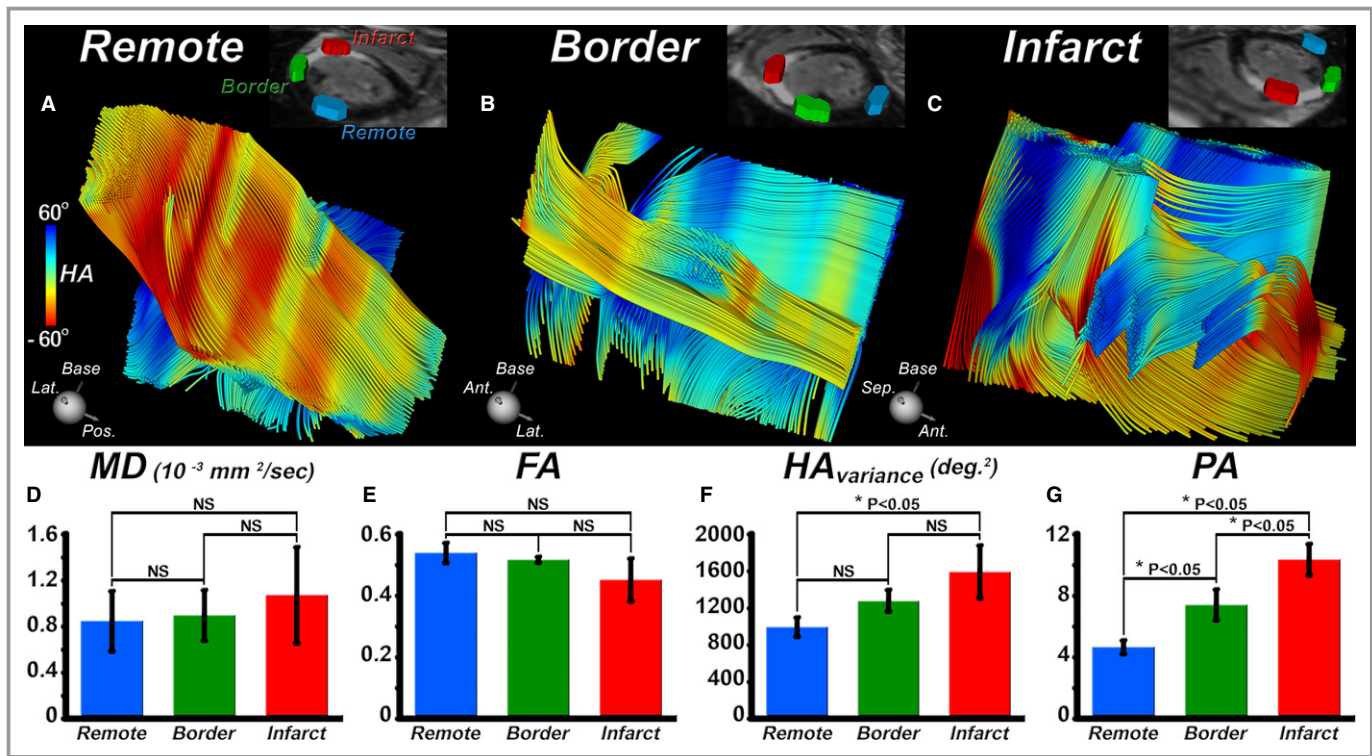 Remote
Infarct
Border
Remote
A
60°
HA
-60°
Base
Lat.
Pos.
Border
B
Base
Ant.
Lat.
Infarct
C
Base
Sep.
Ant.
MD (10 -3 mm 2/sec)
D
NS
NS
NS
1.6
1.2
0.8
0.4
0
Remote Border Infarct
FA
E
NS
NS NS
0.6
0.4
0.2
0
Remote Border Infarct
HAvariance (deg.2)
F
* P<0.05
NS
NS
2000
1600
1200
800
400
0
Remote Border Infarct
PA
G
* P<0.05
* P<0.05
* P<0.05
12
8
4
0
Remote Border Infarct